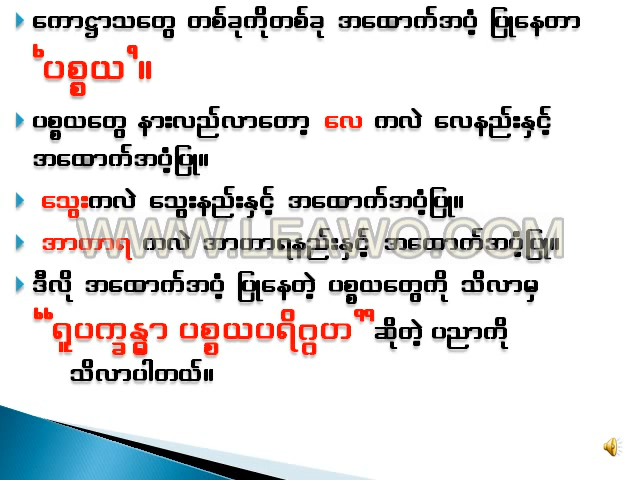 ကောဋ္ဌာသတွေ တစ်ခုကိုတစ်ခု အထောက်အပံ့ ပြုနေတာ
‘ပစ္စယ’။
ပစ္စယတွေ နားလည်လာတော့ လေ ကလဲ လေနည်းနှင့်
အထောက်အပံ့ပြု။
သွေးကလဲ သွေးနည်းနှင့် အထောက်အပံ့ပြု။
WWW.LEAWO.COM
အာဟာရ ကလဲ အာဟာရနည်းနှင့် အထောက်အပံ့ပြု။
ဒီလို အထောက်အပံ့ ပြုနေတဲ့ ပစ္စယတွေကို သိလာမှ
“ရူပက္ခန္ဓာ ပစ္စယပရိဂ္ဂဟ”ဆိုတဲ့ ပညာကို
သိလာပါတယ်။